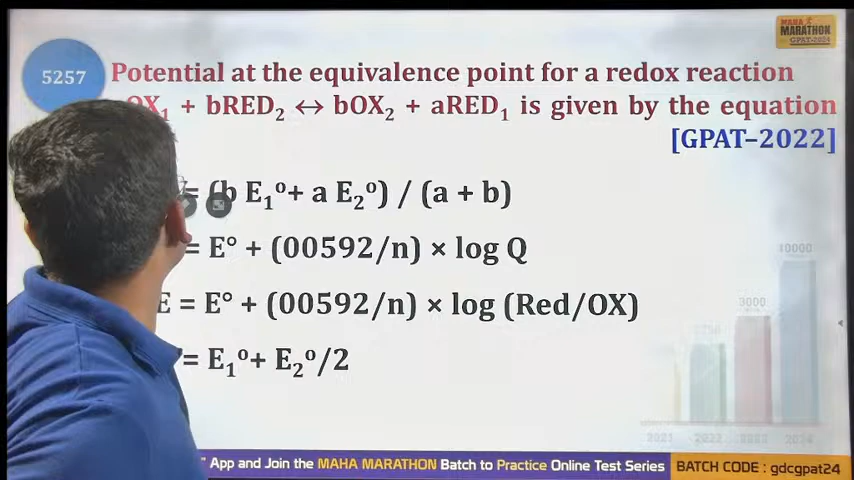 MAHA
MARATHON
GPAT-2024
5257
Potential at the equivalence point for a redox reaction
OX₁ + bRED₂ ↔ bOX₂ + aRED₁ is given by the equation
[GPAT–2022]
= (b E₁º+ a E₂º) / (a + b)
= E° + (00592/n) × log Q
E = E° + (00592/n) × log (Red/OX)
= E₁º+ E₂º/2
10000
3000
2021 2022 2023 2024
" App and Join the MAHA MARATHON Batch to Practice Online Test Series
BATCH CODE : gdcgpat24